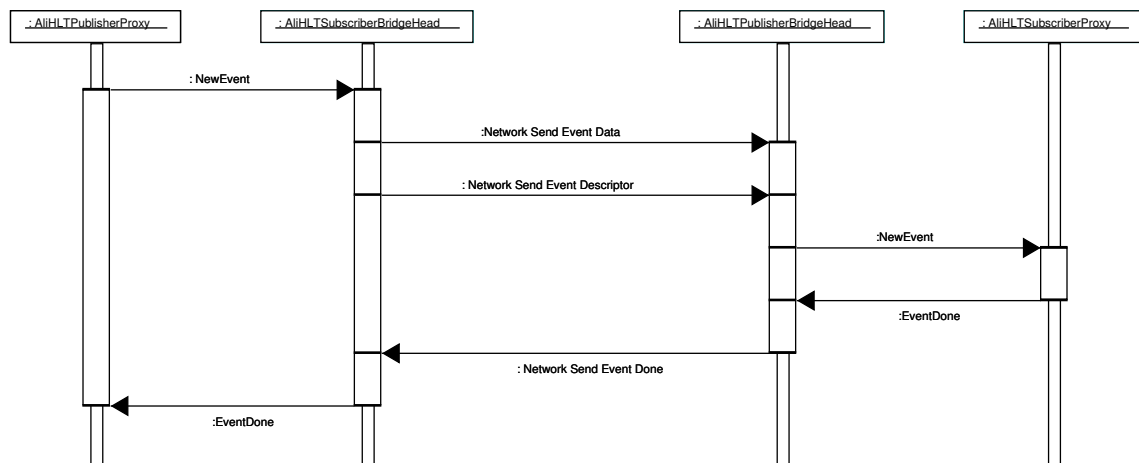 : AliHLTPublisherProxy
: AliHLTSubscriberBridgeHead
: AliHLTPublisherBridgeHead
: AliHLTSubscriberProxy
: NewEvent
:Network Send Event Data
: Network Send Event Descriptor
:NewEvent
:EventDone
: Network Send Event Done
:EventDone